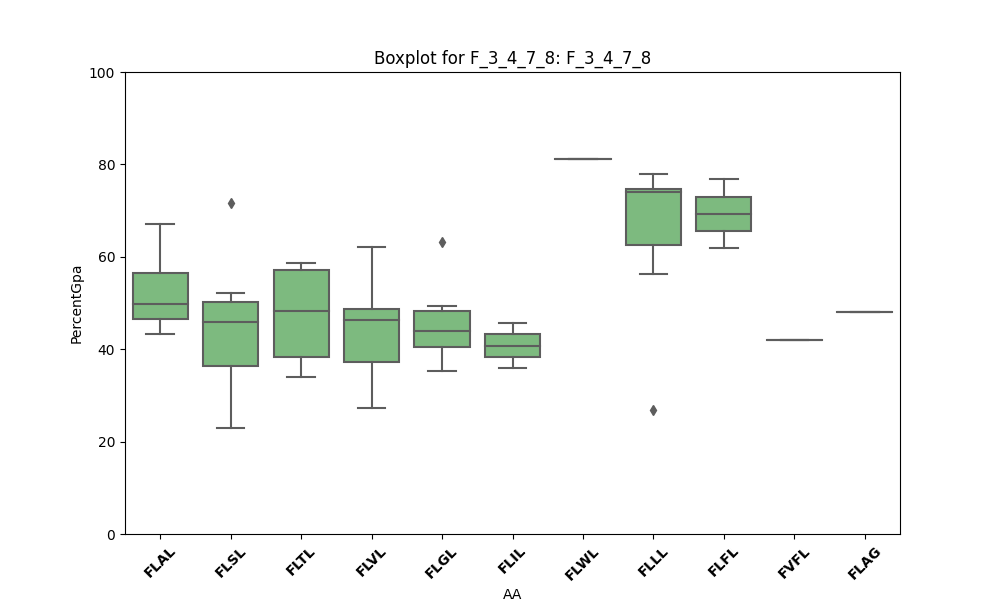 Boxplot for F_3_4_7_8: F_3_4_7_8
100
80
60
40
20
0
PercentGpa
FLAL
FLSL
FLTL
FLVL
FLGL
FLIL
FLWL
FLLL
FLFL
FVFL
FLAG
AA